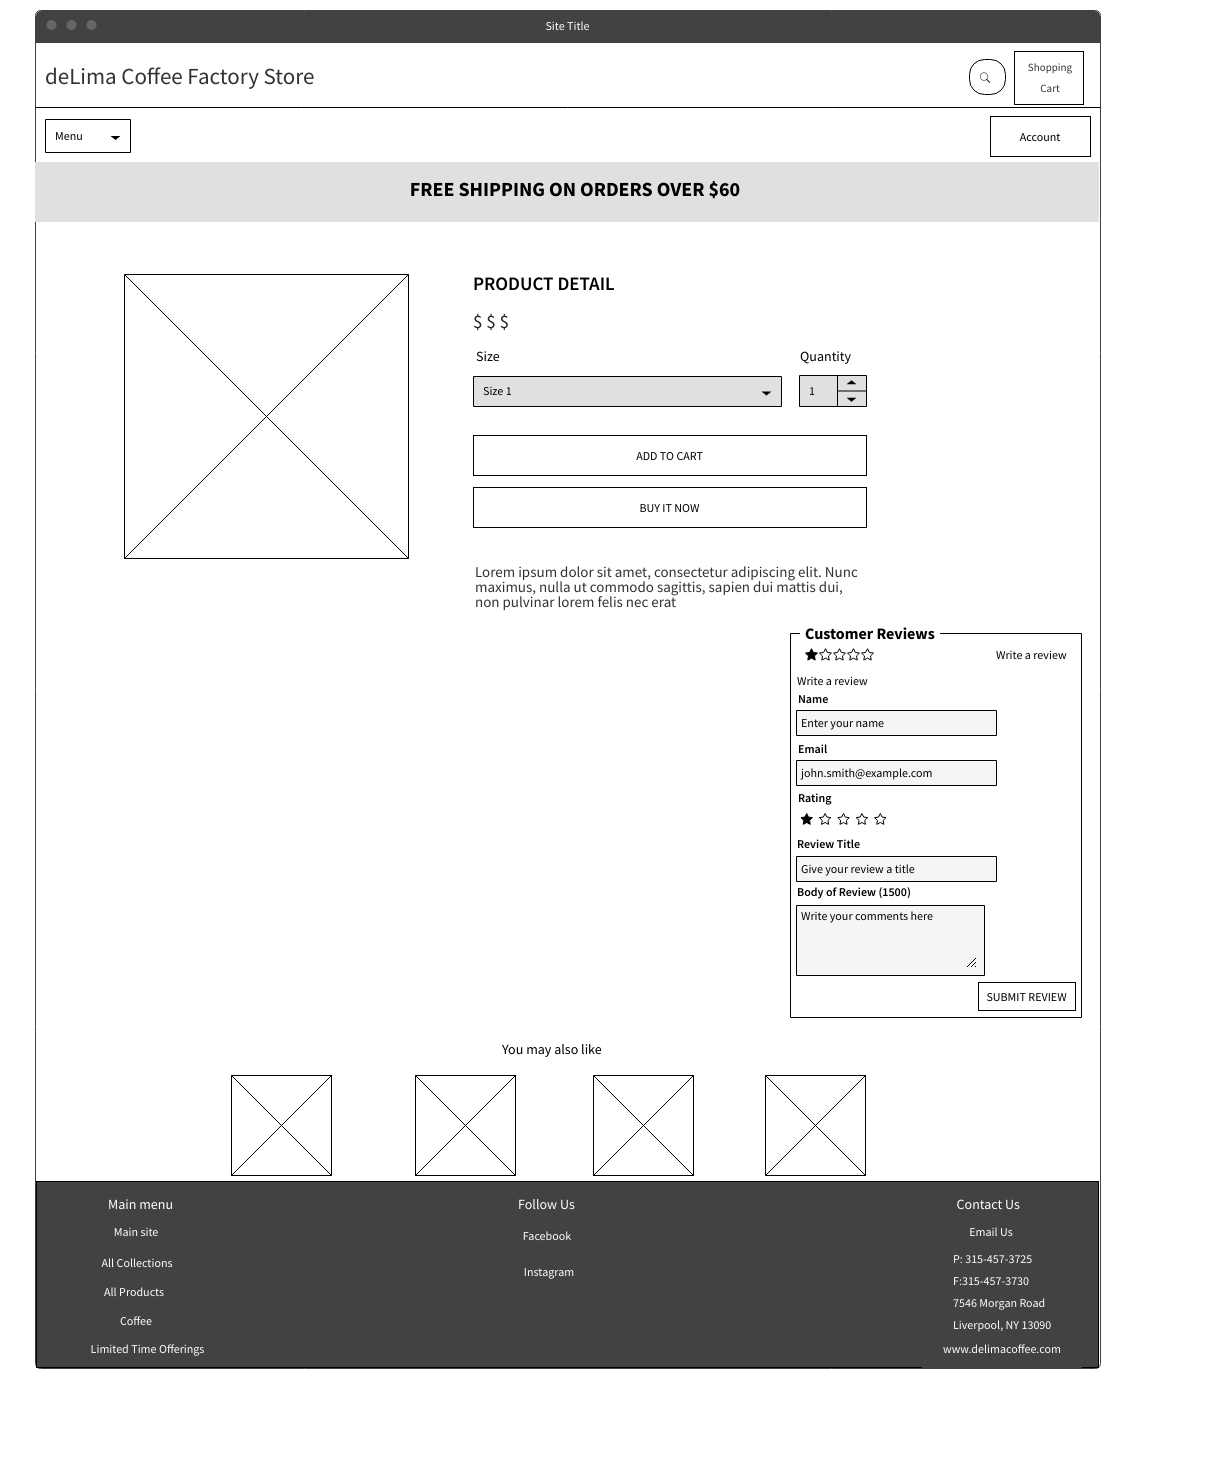 Site Title
deLima Coffee Factory Store
Shopping
Cart
Menu
Account
FREE SHIPPING ON ORDERS OVER $60
PRODUCT DETAIL
$ $ $
Size
Quantity
Size 1
1
ADD TO CART
BUY IT NOW
Lorem ipsum dolor sit amet, consectetur adipiscing elit. Nunc
maximus, nulla ut commodo sagittis, sapien dui mattis dui,
non pulvinar lorem felis nec erat
Customer Reviews
Write a review
Write a review
Name
Enter your name
Email
john.smith@example.com
Rating
Review Title
Give your review a title
Body of Review (1500)
Write your comments here
SUBMIT REVIEW
You may also like
Main menu
Main site
All Collections
All Products
Coffee
Limited Time Offerings
Follow Us
Facebook
Instagram
Contact Us
Email Us
P: 315-457-3725
F:315-457-3730
7546 Morgan Road
Liverpool, NY 13090
www.delimacoffee.com